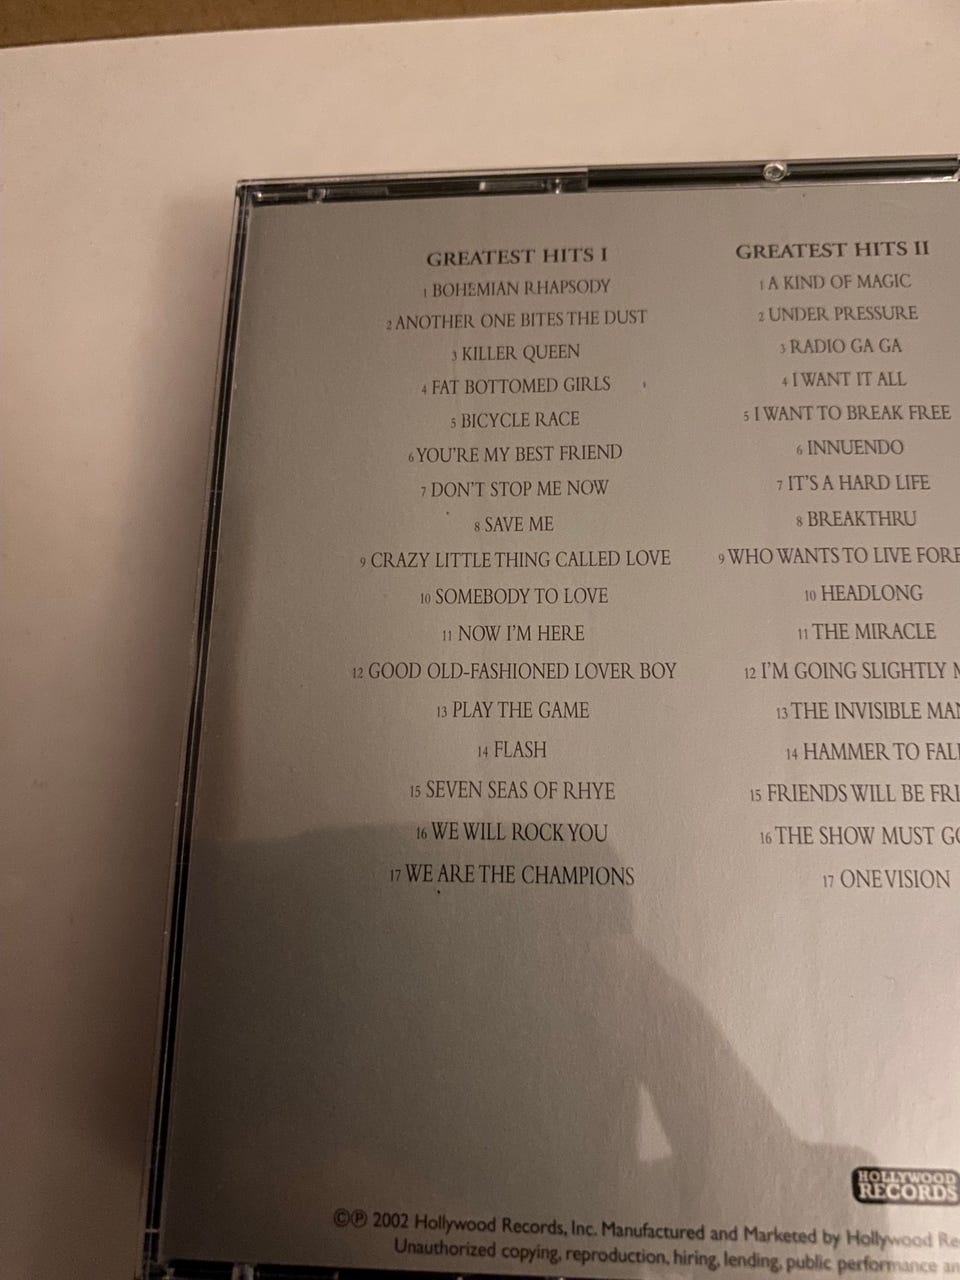 GREATEST HITS I
1 BOHEMIAN RHAPSODY
2 ANOTHER ONE BITES THE DUST
3 KILLER QUEEN
4 FAT BOTTOMED GIRLS
5 BICYCLE RACE
6 YOU'RE MY BEST FRIEND
7 DON'T STOP ME NOW
8 SAVE ME
9 CRAZY LITTLE THING CALLED LOVE
10 SOMEBODY TO LOVE
11 NOW I'M HERE
12 GOOD OLD-FASHIONED LOVER BOY
13 PLAY THE GAME
14 FLASH
15 SEVEN SEAS OF RHYE
16 WE WILL ROCK YOU
17 WE ARE THE CHAMPIONS
GREATEST HITS II
1 A KIND OF MAGIC
2 UNDER PRESSURE
3 RADIO GA GA
4 I WANT IT ALL
5 I WANT TO BREAK FREE
6 INNUENDO
7 IT'S A HARD LIFE
8 BREAKTHRU
9 WHO WANTS TO LIVE
10 HEADLONG
11 THE MIRACLE
12 I'M GOING SLIGHTLY
13 THE INVISIBLE
14 HAMMER TO
15 FRIENDS WILL BE
16 THE SHOW MUST
17 ONE VISION
HOLLYWOOD
RECORDS
©℗ 2002 Hollywood Records, Inc. Manufactured and Marketed by Hollywood
Unauthorized copying, reproduction, hiring, lending, public performance